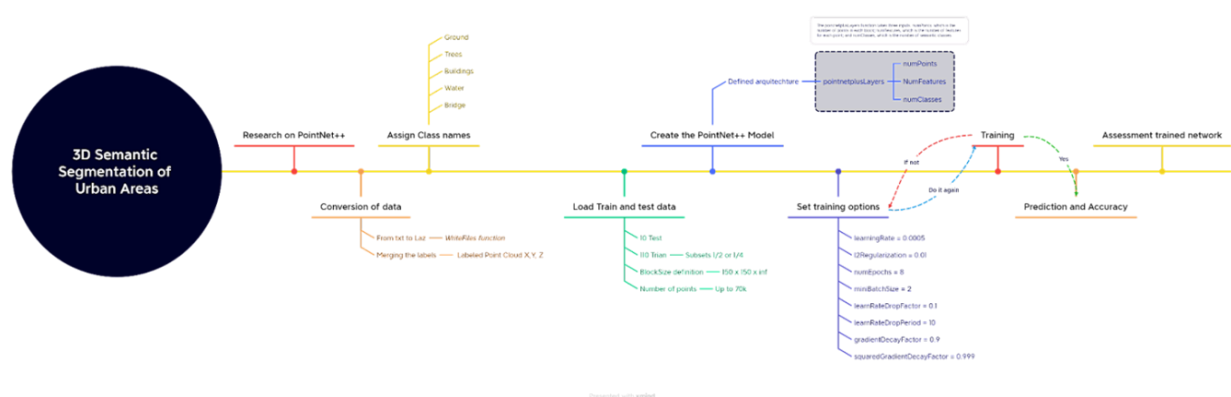 3D Semantic
Segmentation of
Urban Areas
Research on PointNet++
Conversion of data
From txt to Laz
WriteFiles function
Merging the labels
Labeled Point Cloud X,Y, Z
Ground
Trees
Buildings
Water
Bridge
Assign Class names
Load Train and test data
10 Test
110 Trian
Subsets 1/2 or 1/4
BlockSize definition
150 x 150 x inf
Number of points
Up to 70k
Create the PointNet++ Model
Defined arquitechture
pointnetplusLayers
numPoints
NumFeatures
numClasses
Set training options
learningRate = 0.0005
l2Regularization = 0.01
numEpochs = 8
miniBatchSize = 2
learnRateDropFactor = 0.1
learnRateDropPeriod = 10
gradientDecayFactor = 0.9
squaredGradientDecayFactor = 0.999
Training
If not
Do it again
Yes
Prediction and Accuracy
Assessment trained network